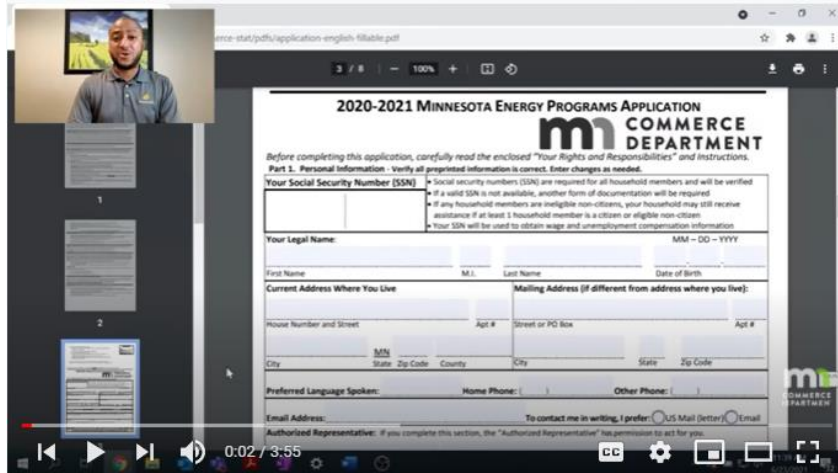 erce-stat/pdfs/application-english-fillable.pdf
3 / 8 | − 100% +
2020-2021 MINNESOTA ENERGY PROGRAMS APPLICATION
mn COMMERCE
DEPARTMENT
Before completing this application, carefully read the enclosed "Your Rights and Responsibilities" and Instructions.
Part 1. Personal Information - Verify all preprinted information is correct. Enter changes as needed.
Your Social Security Number (SSN)
• Social security numbers (SSN) are required for all household members and will be verified
• If a valid SSN is not available, another form of documentation will be required
• If any household members are ineligible non-citizens, your household may still receive
assistance if at least 1 household member is a citizen or eligible non-citizen
• Your SSN will be used to obtain wage and unemployment compensation information
Your Legal Name: MM – DD – YYYY
First Name M.I. Last Name Date of Birth
Current Address Where You Live Mailing Address (if different from address where you live):
House Number and Street Apt # Street or PO Box Apt #
MN
City State Zip Code County City State Zip Code
Preferred Language Spoken: Home Phone: ( ) Other Phone: ( )
Email Address: To contact me in writing, I prefer: US Mail (letter) Email
Authorized Representative: If you complete this section, the "Authorized Representative" has permission to act for you.
1
2
mn
COMMERCE
DEPARTMENT
0:02 / 3:55
CC